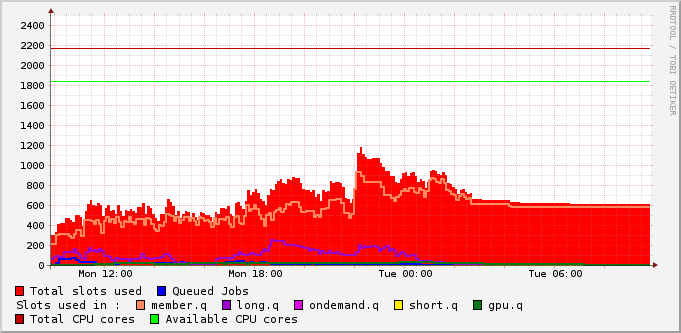 RRDTOOL / TOBI OETIKER
2400
2200
2000
1800
1600
1400
1200
1000
800
600
400
200
0
Mon 12:00 Mon 18:00 Tue 00:00 Tue 06:00
Total slots used Queued Jobs
Slots used in : member.q long.q ondemand.q short.q gpu.q
Total CPU cores Available CPU cores